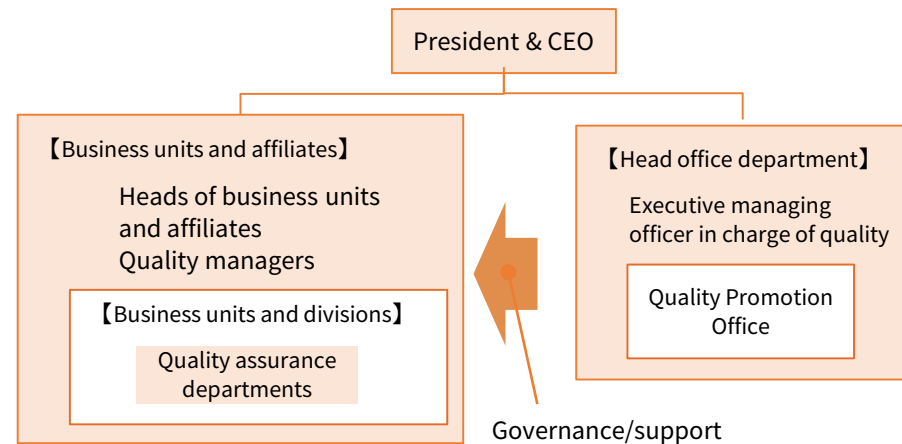 President & CEO
【Business units and affiliates】
Heads of business units
and affiliates
Quality managers
【Business units and divisions】
Quality assurance
departments
【Head office department】
Executive managing
officer in charge of quality
Quality Promotion
Office
Governance/support